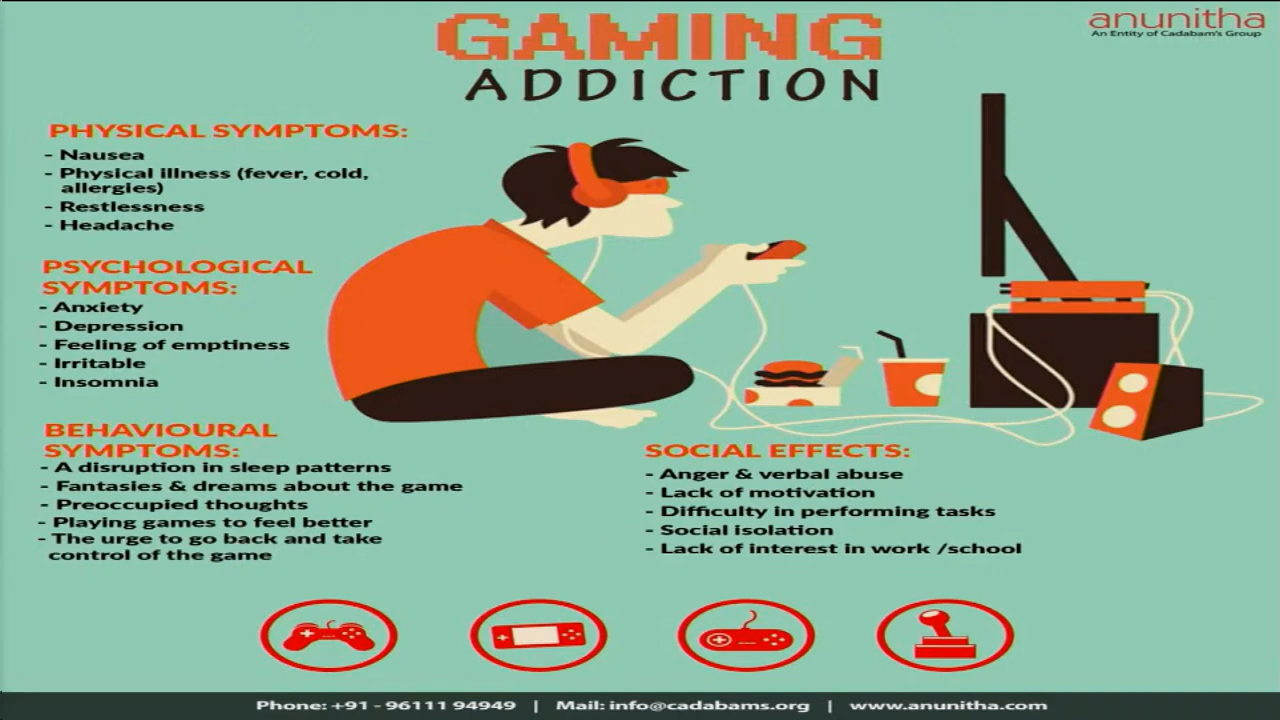 GAMING
ADDICTION
anunitha
An Entity of Cadabam's Group
PHYSICAL SYMPTOMS:
- Nausea
- Physical illness (fever, cold,
allergies)
- Restlessness
- Headache
PSYCHOLOGICAL
SYMPTOMS:
- Anxiety
- Depression
- Feeling of emptiness
- Irritable
- Insomnia
BEHAVIOURAL
SYMPTOMS:
- A disruption in sleep patterns
- Fantasies & dreams about the game
- Preoccupied thoughts
- Playing games to feel better
- The urge to go back and take
control of the game
SOCIAL EFFECTS:
- Anger & verbal abuse
- Lack of motivation
- Difficulty in performing tasks
- Social isolation
- Lack of interest in work /school
Phone: +91 - 96111 94949 | Mail: info@cadabams.org | www.anunitha.com